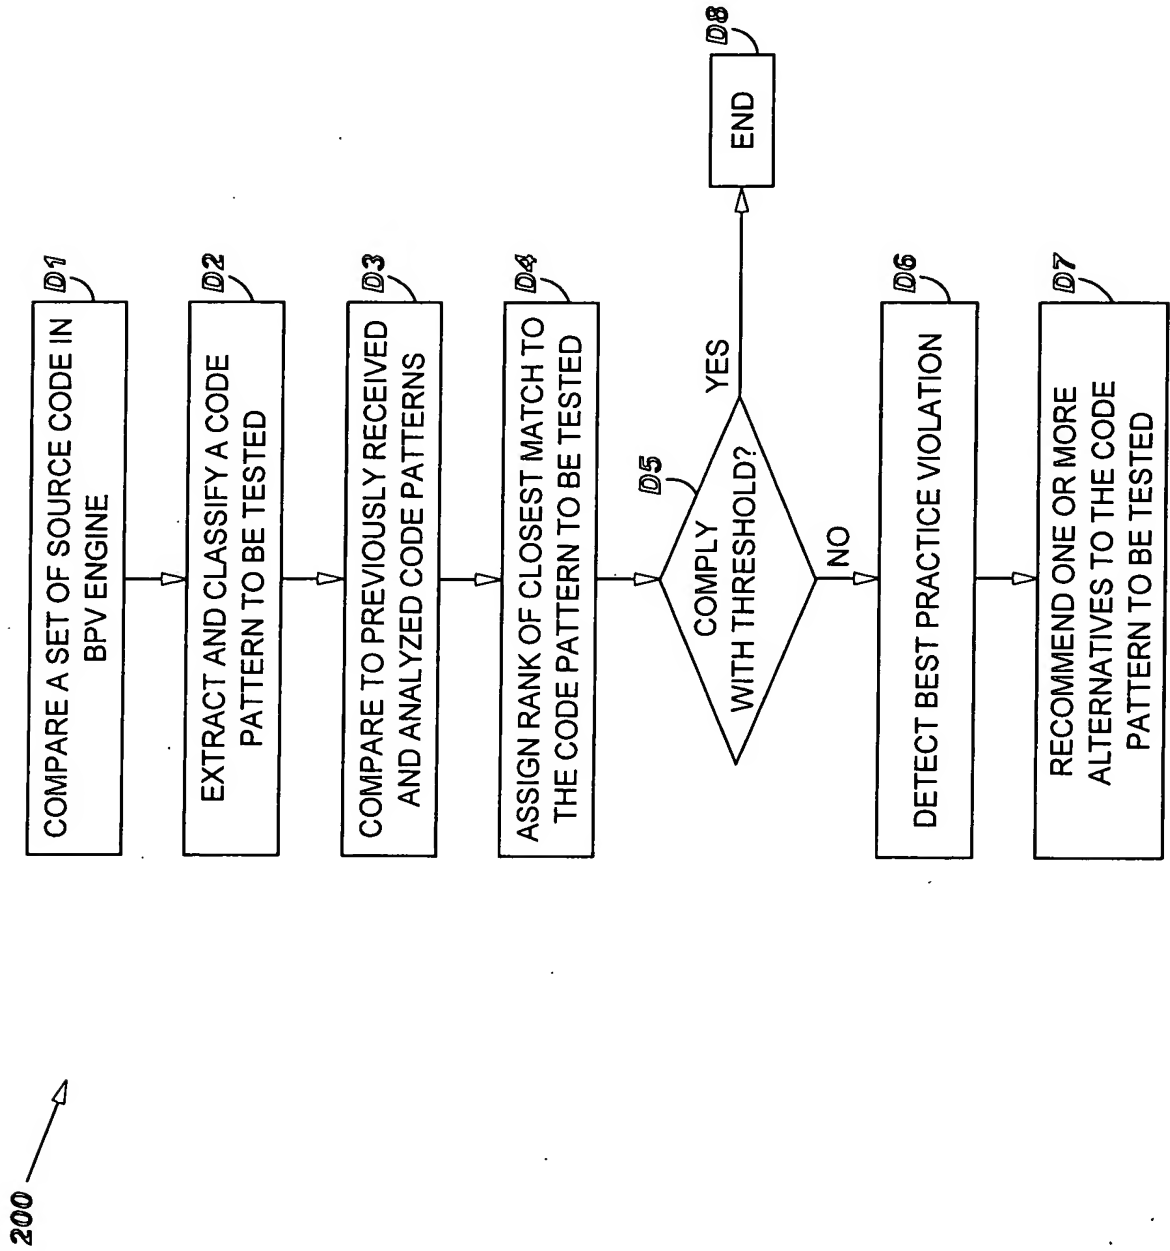 200
D1
COMPARE A SET OF SOURCE CODE IN
BPV ENGINE
D2
EXTRACT AND CLASSIFY A CODE
PATTERN TO BE TESTED
D3
COMPARE TO PREVIOUSLY RECEIVED
AND ANALYZED CODE PATTERNS
D4
ASSIGN RANK OF CLOSEST MATCH TO
THE CODE PATTERN TO BE TESTED
D5
COMPLY
WITH THRESHOLD?
YES
D8
END
NO
D6
DETECT BEST PRACTICE VIOLATION
D7
RECOMMEND ONE OR MORE
ALTERNATIVES TO THE CODE
PATTERN TO BE TESTED